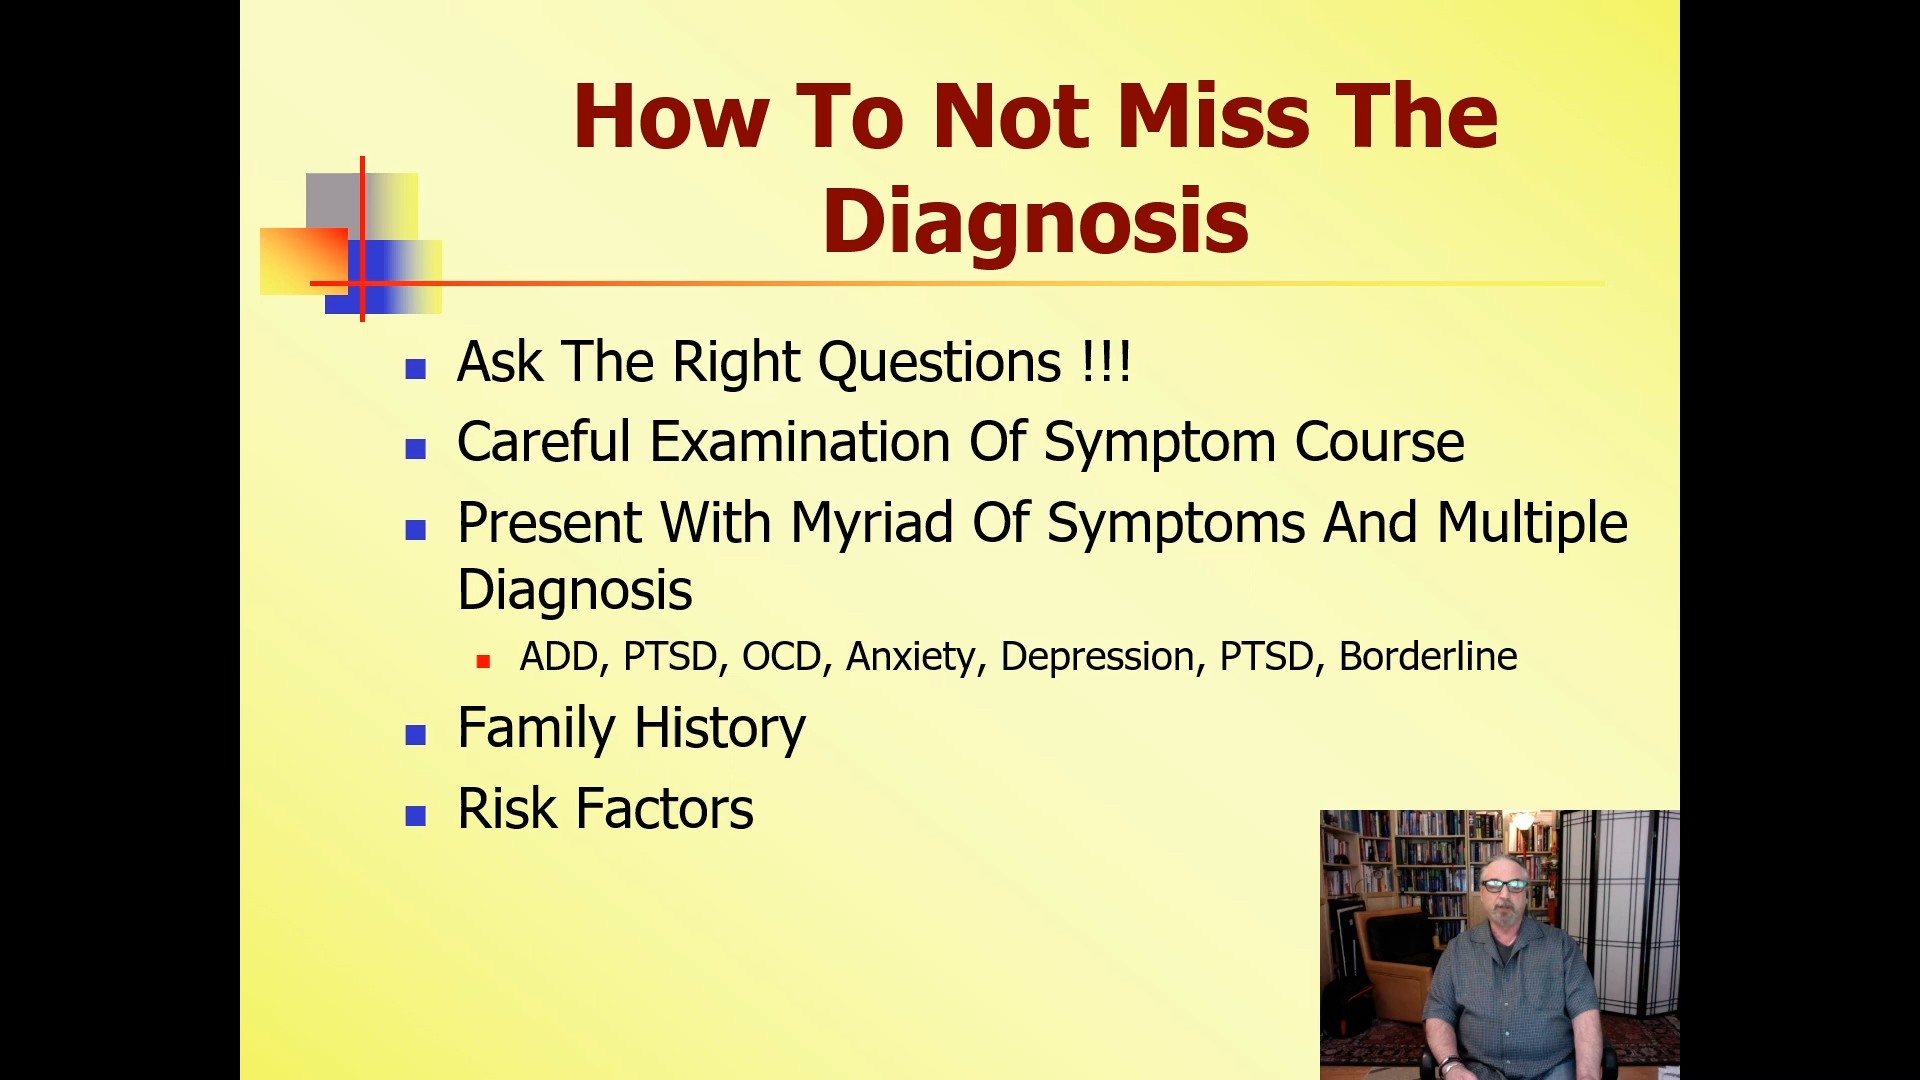 How To Not Miss The
Diagnosis
Ask The Right Questions !!!
Careful Examination Of Symptom Course
Present With Myriad Of Symptoms And Multiple
Diagnosis
ADD, PTSD, OCD, Anxiety, Depression, PTSD, Borderline
Family History
Risk Factors